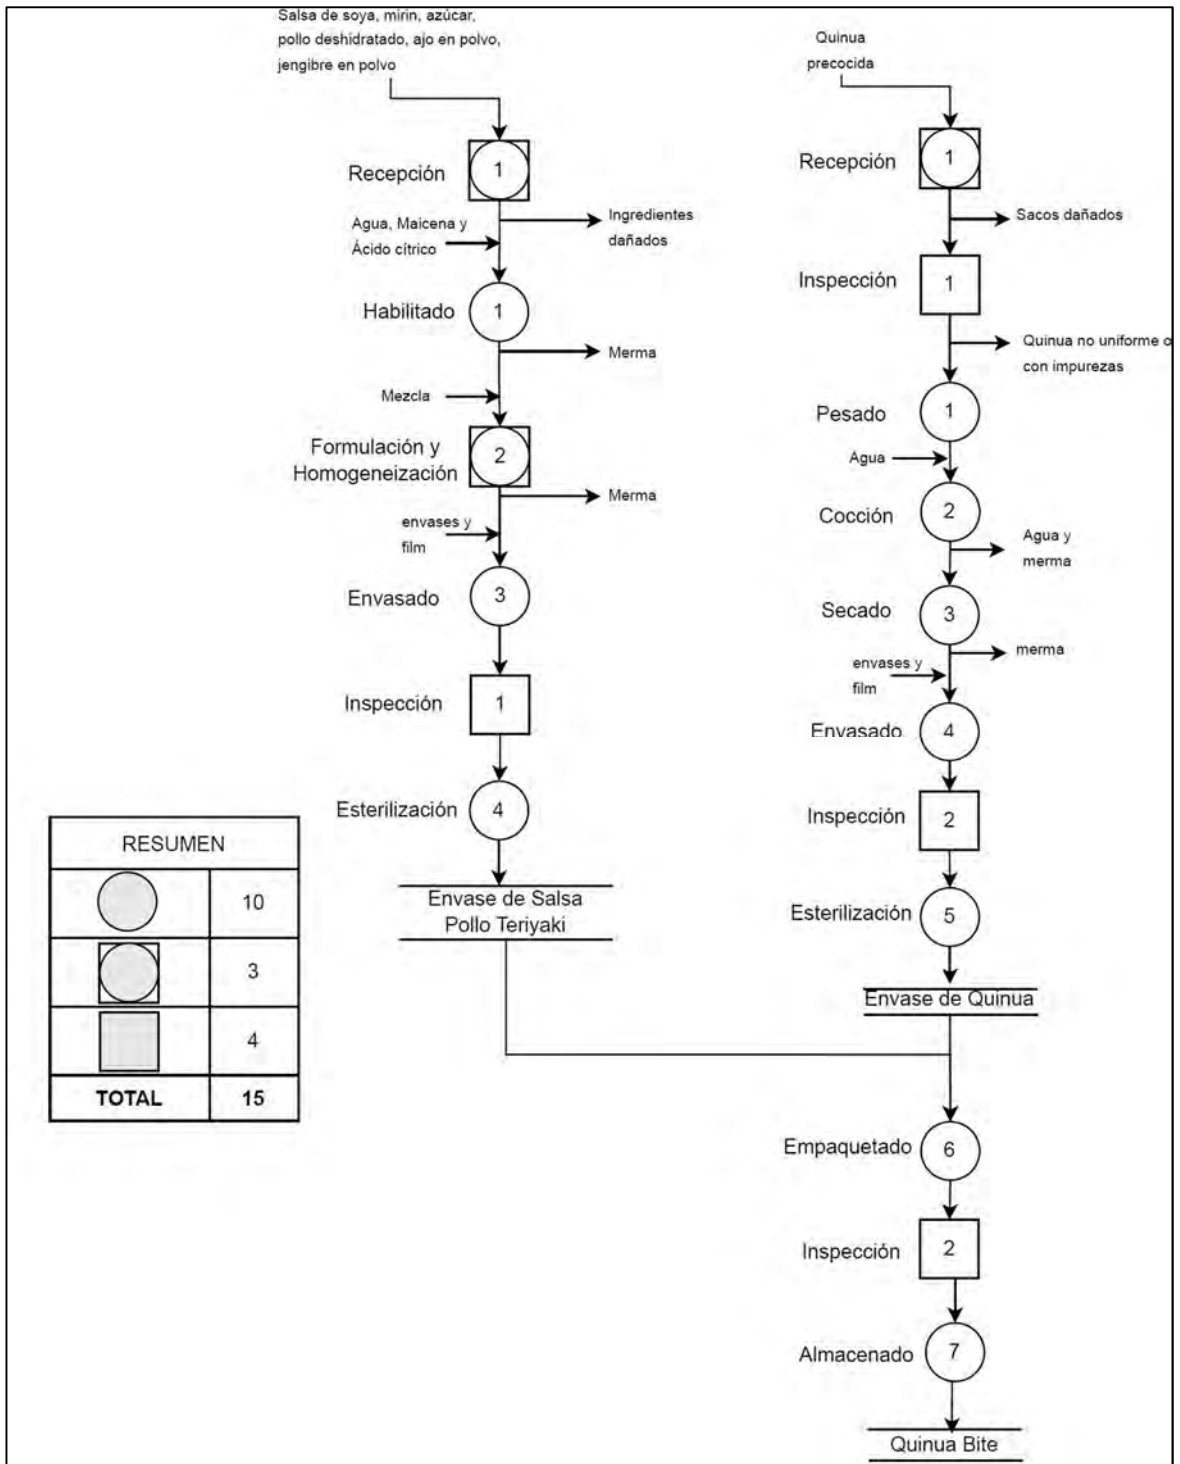 Salsa de soya, mirin, azúcar,
pollo deshidratado, ajo en polvo,
jengibre en polvo
Recepción
1
Agua, Maicena y
Ácido cítrico
Ingredientes
dañados
Habilitado
1
Merma
Mezcla
Formulación y
Homogeneización
2
Merma
envases y
film
Envasado
3
Inspección
1
Esterilización
4
Envase de Salsa
Pollo Teriyaki
Quinua
precocida
Recepción
1
Sacos dañados
Inspección
1
Quinua no uniforme o
con impurezas
Pesado
1
Agua
Cocción
2
Agua y
merma
Secado
3
merma
envases y
film
Envasado
4
Inspección
2
Esterilización
5
Envase de Quinua
Empaquetado
6
Inspección
2
Almacenado
7
Quinua Bite
RESUMEN
10
3
4
TOTAL 15